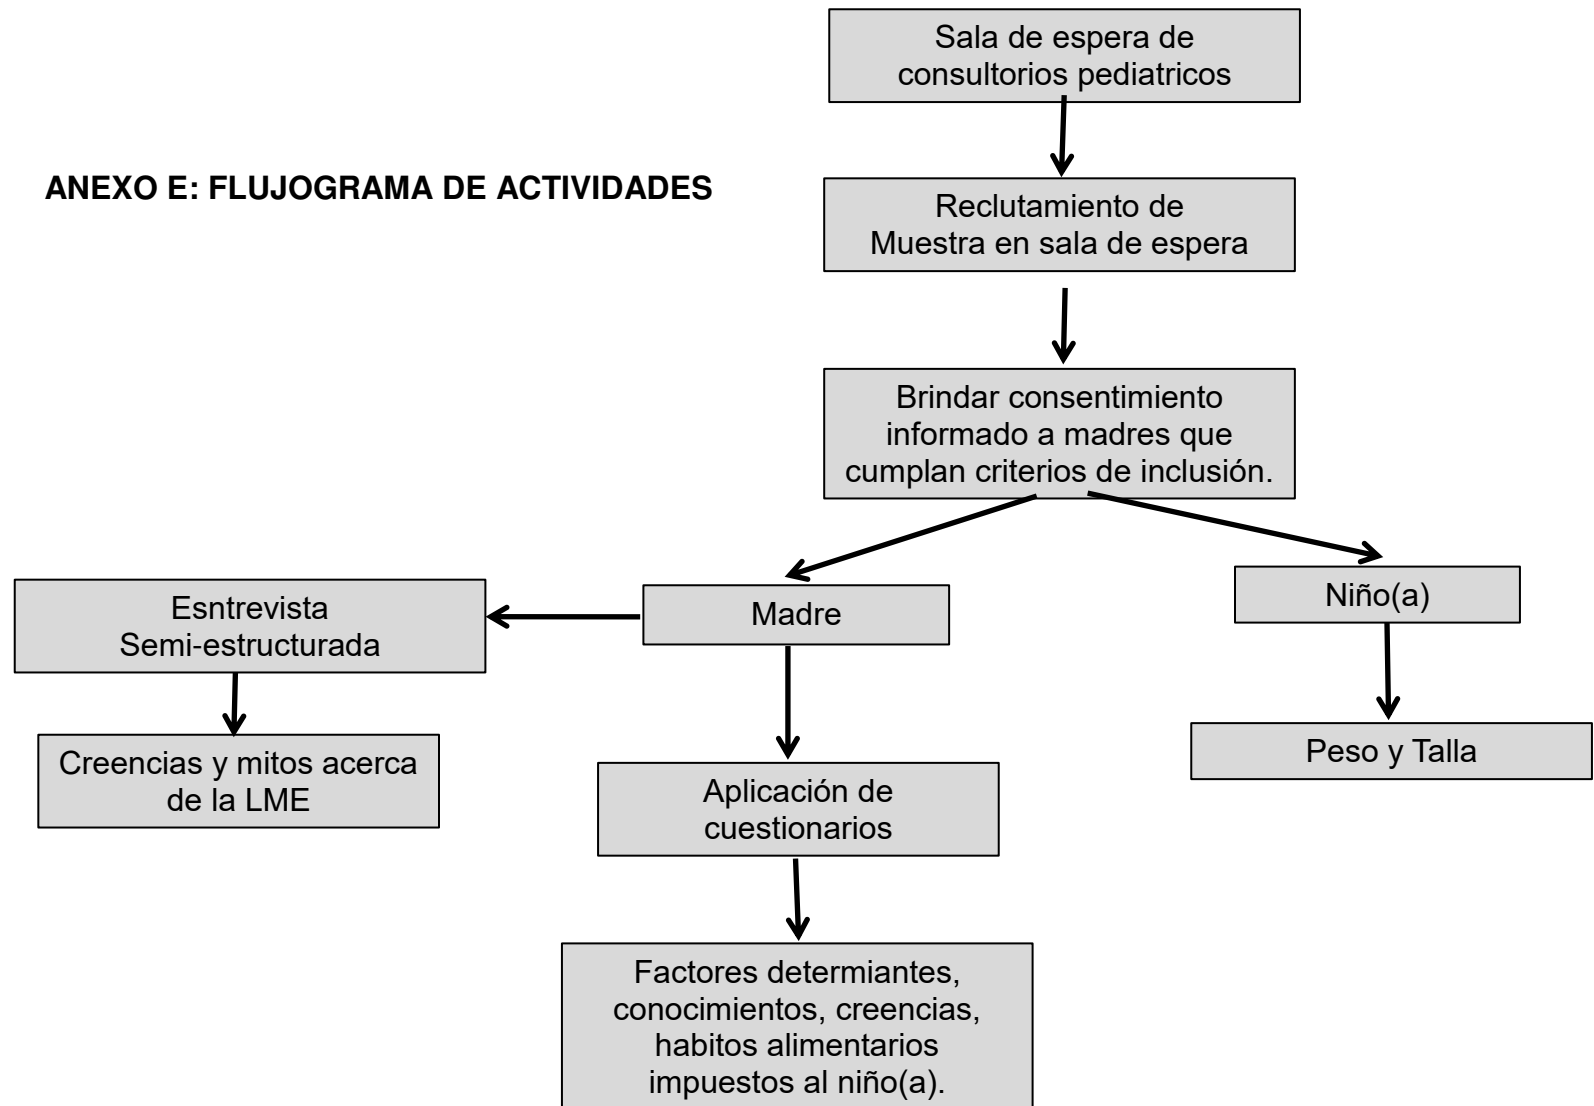 Sala de espera de
consultorios pediatricos
ANEXO E: FLUJOGRAMA DE ACTIVIDADES
Reclutamiento de
Muestra en sala de espera
Brindar consentimiento
informado a madres que
cumplan criterios de inclusión.
Esntrevista
Semi-estructurada
Madre
Niño(a)
Creencias y mitos acerca
de la LME
Aplicación de
cuestionarios
Peso y Talla
Factores determiantes,
conocimientos, creencias,
habitos alimentarios
impuestos al niño(a).